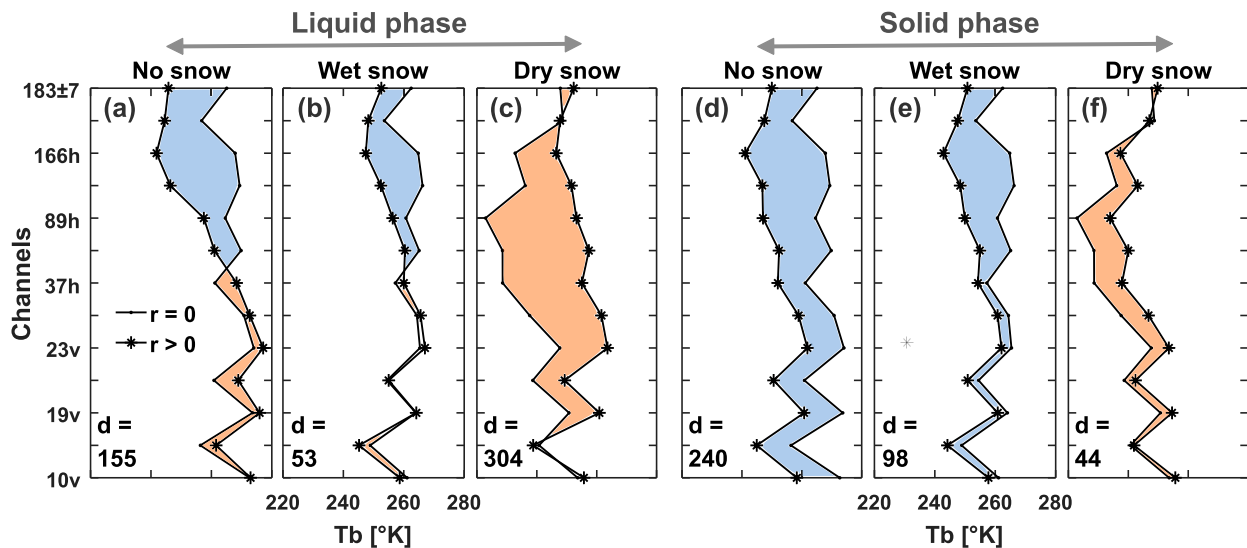 Liquid phase
Solid phase
No snow
Wet snow
Dry snow
No snow
Wet snow
Dry snow
(a)
(b)
(c)
(d)
(e)
(f)
183±7
166h
89h
37h
23v
19v
10v
Channels
r = 0
r > 0
d =
155
d =
53
d =
304
d =
240
d =
98
d =
44
220 240 260 280
220 240 260 280
Tb [°K]
Tb [°K]